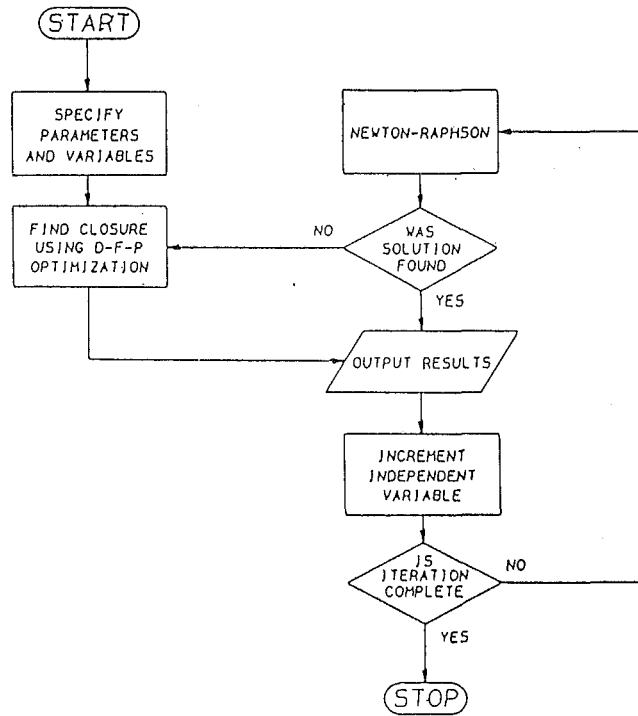 START
SPECIFY
PARAMETERS
AND VARIABLES
FIND CLOSURE
USING D-F-P
OPTIMIZATION
NEWTON-RAPHSON
WAS
SOLUTION
FOUND
NO
YES
OUTPUT RESULTS
INCREMENT
INDEPENDENT
VARIABLE
IS
ITERATION
COMPLETE
NO
YES
STOP